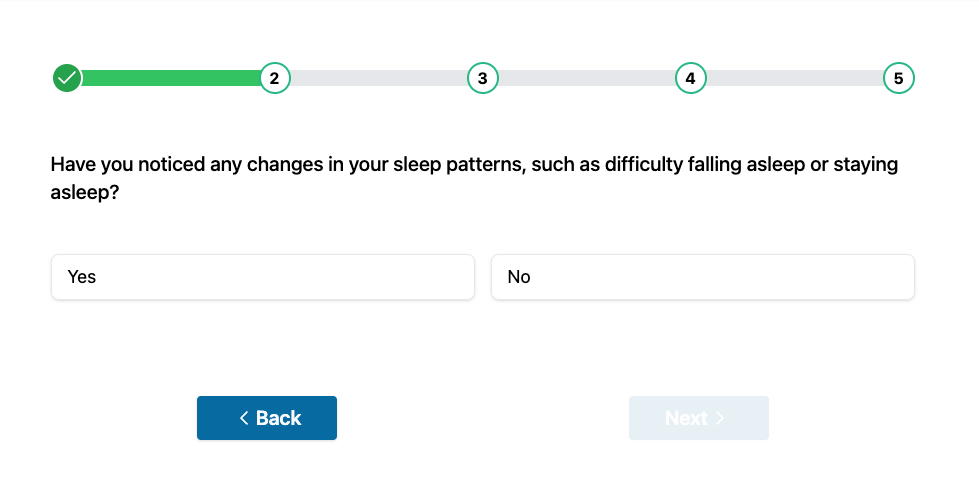 2 3 4 5
Have you noticed any changes in your sleep patterns, such as difficulty falling asleep or staying
asleep?
Yes No
Back Next